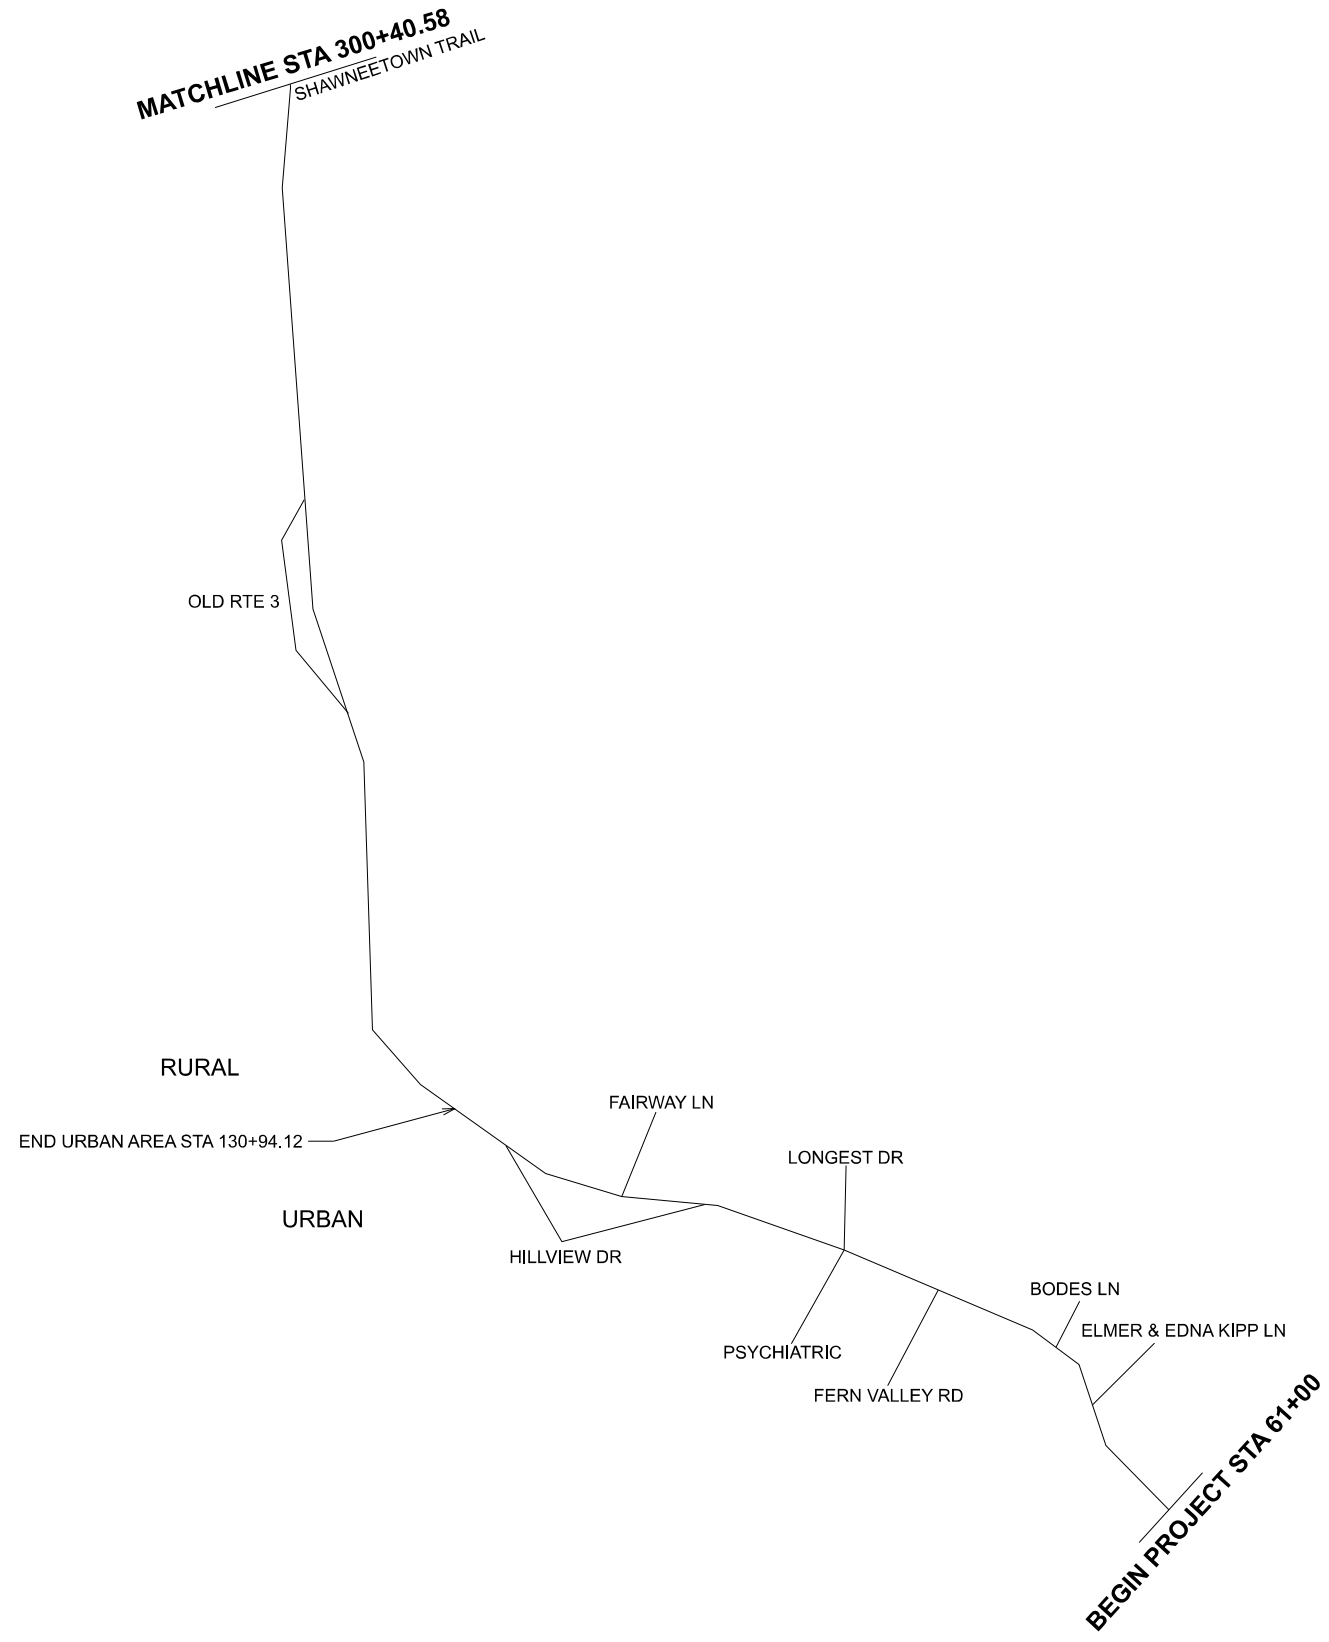 MATCHLINE STA 300+40.58
SHAWNEETOWN TRAIL
OLD RTE 3
RURAL
FAIRWAY LN
END URBAN AREA STA 130+94.12
LONGEST DR
URBAN
HILLVIEW DR
BODES LN
ELMER & EDNA KIPP LN
PSYCHIATRIC
FERN VALLEY RD
BEGIN PROJECT STA 61+00